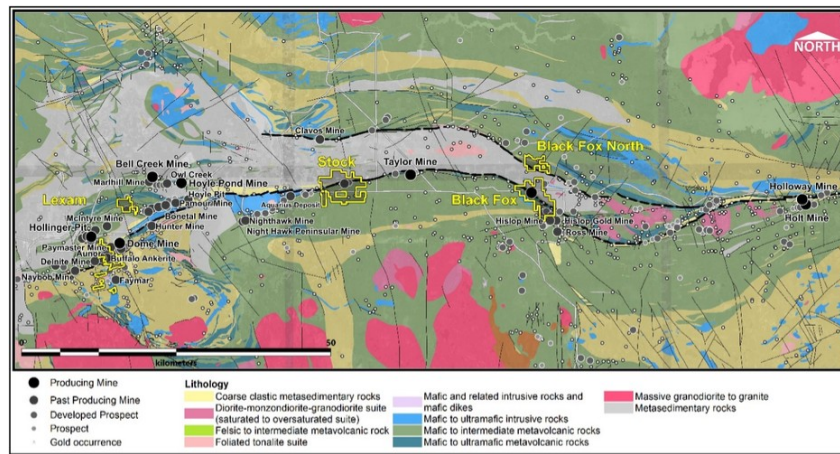 NORTH
Clavos Mine
Black Fox North
Bell Creek Mine
Stock
Taylor Mine
Owl Creek
Marlhill Mine
Hoyle Pond Mine
Holloway Mine
Lexam
Hoyle Pit
Pamour Mine
Black Fox
Aquarius Deposit
McIntyre Mine
Bonetal Mine
Nighthawk Mine
Hislop Mine
Hislop Gold Mine
Holt Mine
Hollinger Pit
Hunter Mine
Night Hawk Peninsular Mine
Ross Mine
Paymaster Mine
Dome Mine
Aunor
Buffalo Ankerite
Delnite Mine
Naybob Mine
Faymar
0
50
kilometers
Producing Mine
Past Producing Mine
Developed Prospect
Prospect
Gold occurrence
Lithology
Coarse clastic metasedimentary rocks
Diorite-monzondiorite-granodiorite suite
(saturated to oversaturated suite)
Felsic to intermediate metavolcanic rock
Foliated tonalite suite
Mafic and related intrusive rocks and
mafic dikes
Mafic to ultramafic intrusive rocks
Mafic to intermediate metavolcanic rocks
Mafic to ultramafic metavolcanic rocks
Massive granodiorite to granite
Metasedimentary rocks